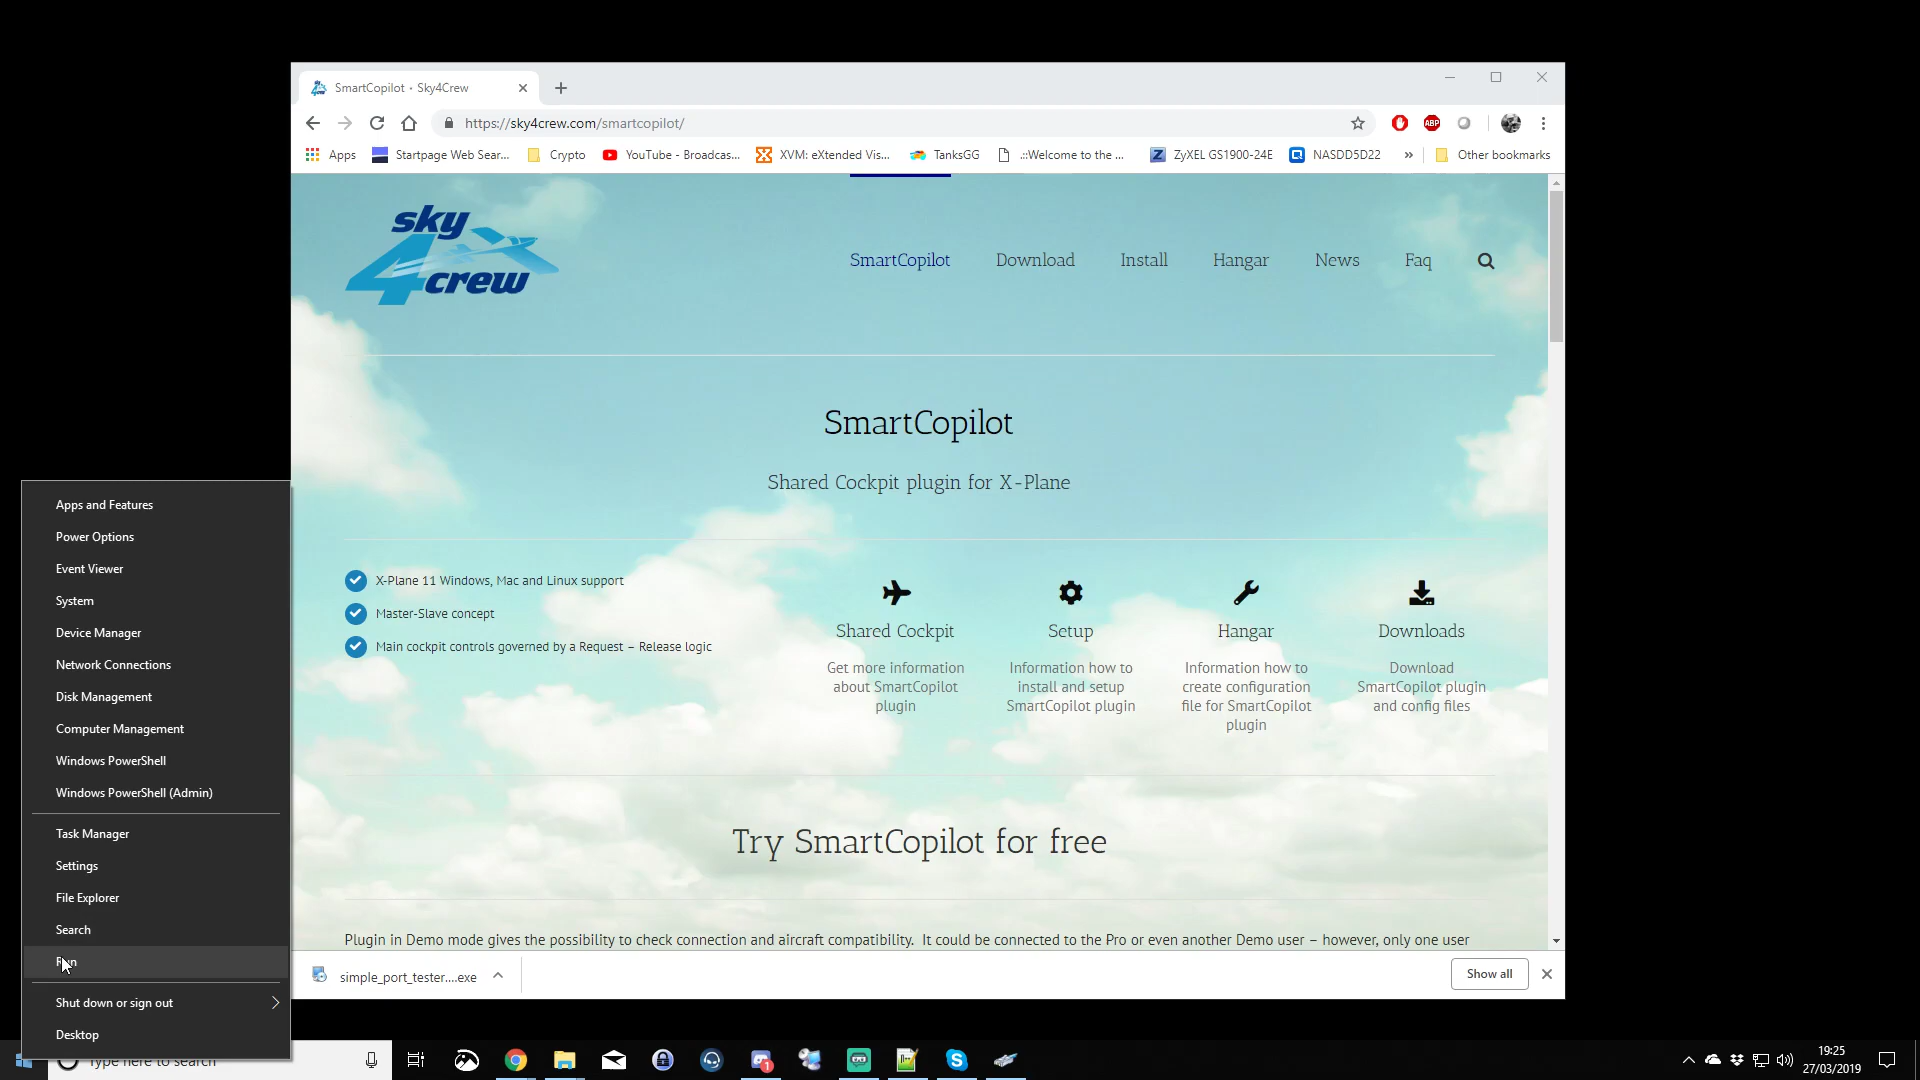 SmartCopilot • Sky4Crew
https://sky4crew.com/smartcopilot/
Apps
Startpage Web Sear...
Crypto
YouTube - Broadcas...
XVM: eXtended Vis...
TanksGG
.::Welcome to the ...
ZyXEL GS1900-24E
NASDD5D22
»
Other bookmarks
ABP
sky
4crew
SmartCopilot
Download
Install
Hangar
News
Faq
SmartCopilot
Shared Cockpit plugin for X-Plane
X-Plane 11 Windows, Mac and Linux support
Master-Slave concept
Main cockpit controls governed by a Request – Release logic
Shared Cockpit
Get more information
about SmartCopilot
plugin
Setup
Information how to
install and setup
SmartCopilot plugin
Hangar
Information how to
create configuration
file for SmartCopilot
plugin
Downloads
Download
SmartCopilot plugin
and config files
Try SmartCopilot for free
Plugin in Demo mode gives the possibility to check connection and aircraft compatibility. It could be connected to the Pro or even another Demo user – however, only one user
simple_port_tester....exe
Show all
Apps and Features
Power Options
Event Viewer
System
Device Manager
Network Connections
Disk Management
Computer Management
Windows PowerShell
Windows PowerShell (Admin)
Task Manager
Settings
File Explorer
Search
Run
Shut down or sign out
Desktop
Type here to search
1
19:25
27/03/2019